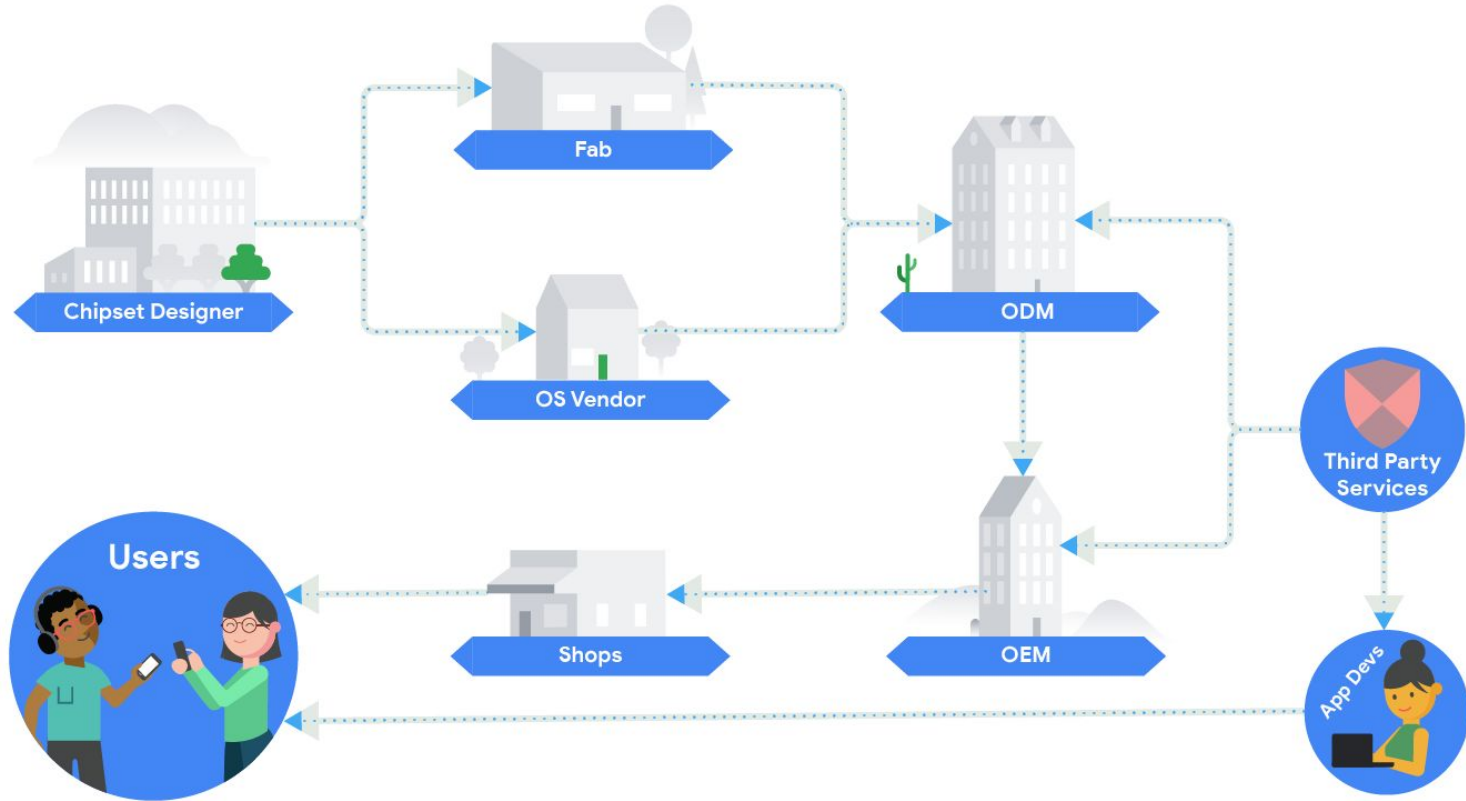 Fab
Chipset Designer
ODM
OS Vendor
Third Party
Services
Users
Shops
OEM
App Devs